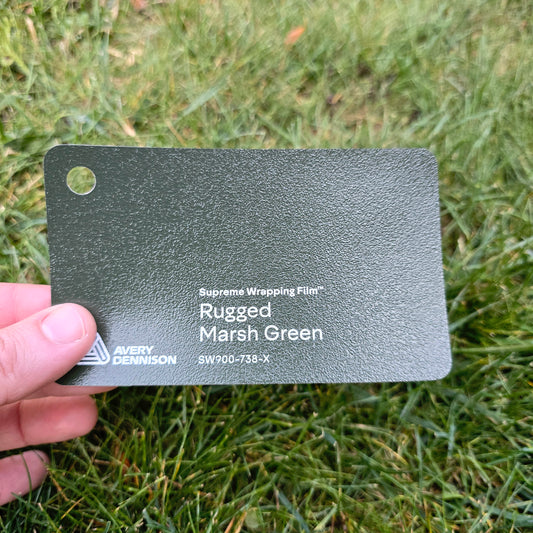 Supreme Wrapping Film™
Rugged
Marsh Green
SW900-738-X
AVERY
DENNISON